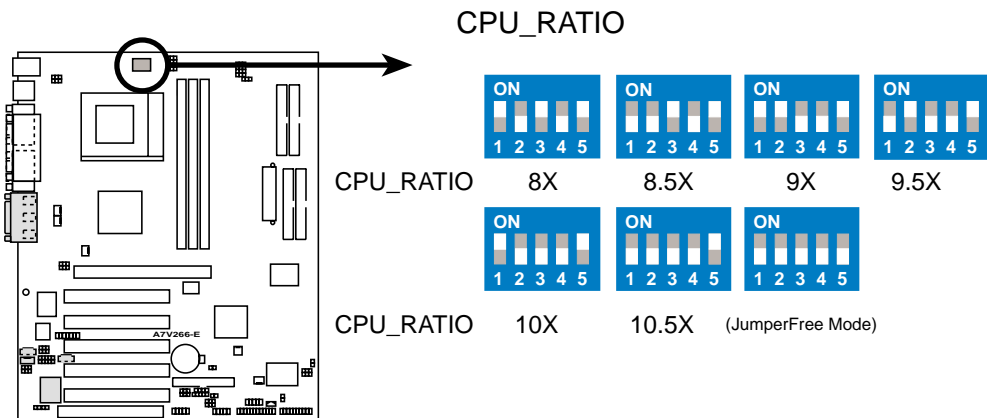 CPU_RATIO
ON
1 2 3 4 5
ON
1 2 3 4 5
ON
1 2 3 4 5
ON
1 2 3 4 5
CPU_RATIO 8X 8.5X 9X 9.5X
ON
1 2 3 4 5
ON
1 2 3 4 5
ON
1 2 3 4 5
CPU_RATIO 10X 10.5X (JumperFree Mode)
A7V266-E